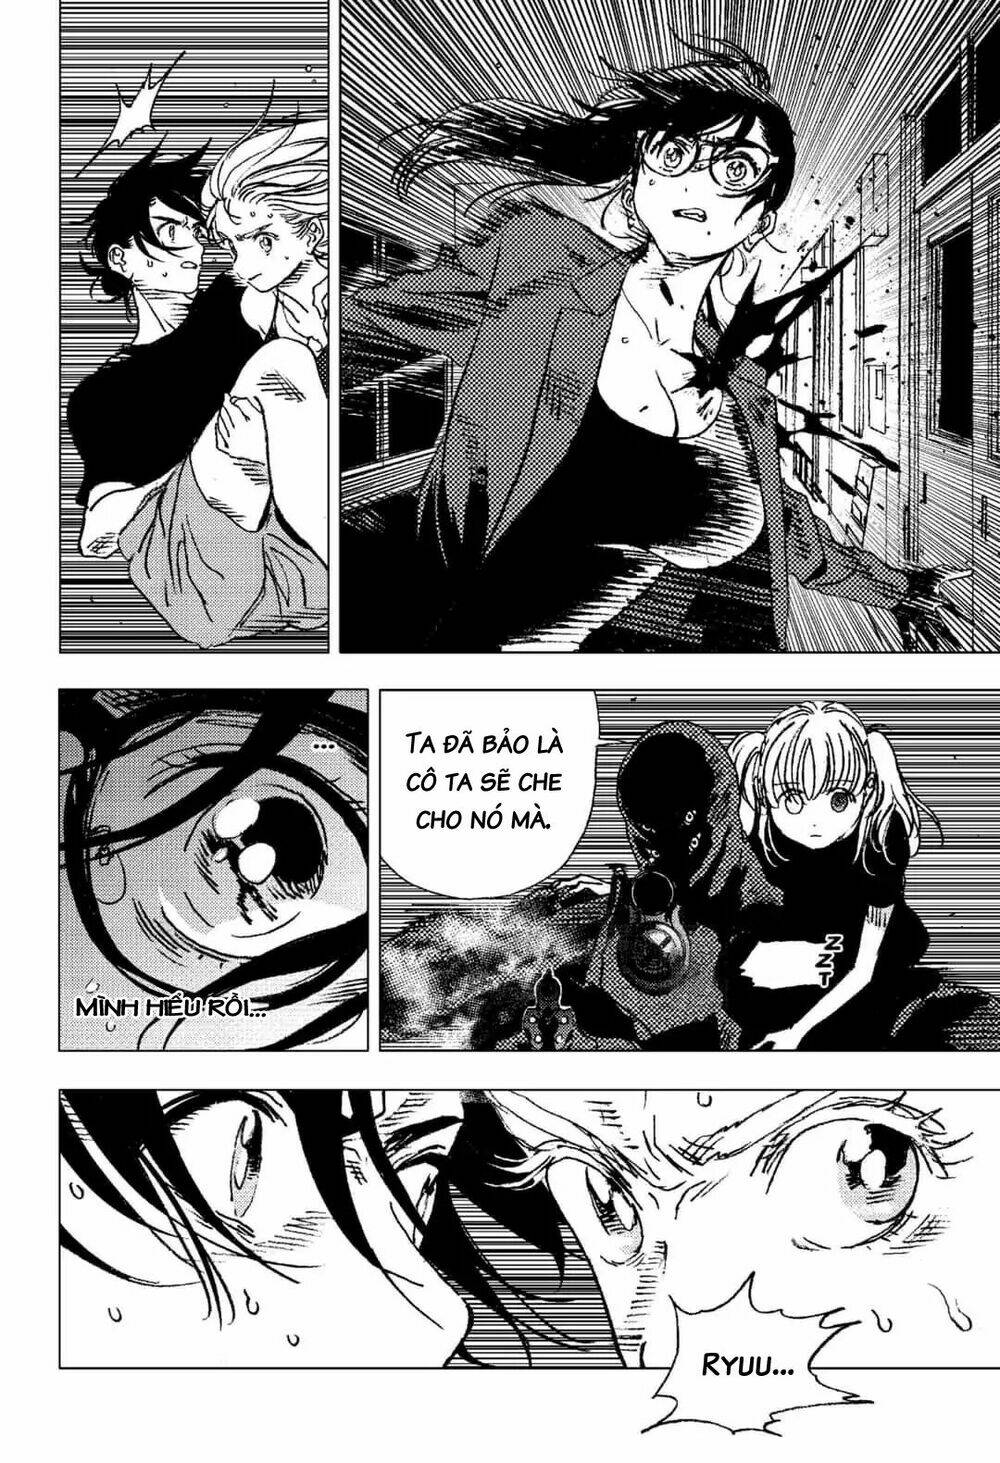 TA ĐÃ BẢO LÀ
CÔ TA SẼ CHE
CHO NÓ MÀ.
ZZT
...
MÌNH HIỂU RỒI...
RYUU...